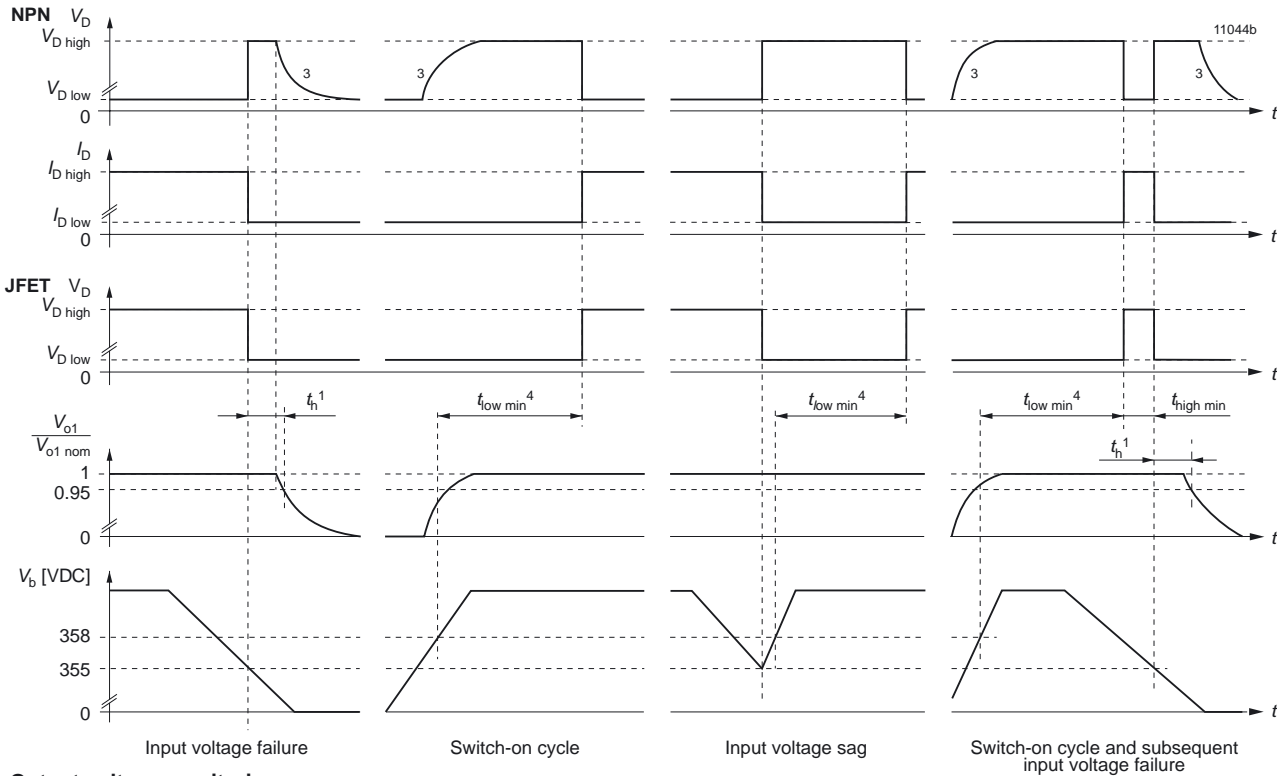 NPN V_D
11044b
V_D high
3
3
3
3
V_D low
0
t
I_D
I_D high
I_D low
0
t
JFET V_D
V_D high
V_D low
0
t
t_h^1
t_low min^4
t_low min^4
t_low min^4
t_high min
V_o1
V_o1 nom
t_h^1
1
0.95
0
t
V_b [VDC]
358
355
0
t
Input voltage failure
Switch-on cycle
Input voltage sag
Switch-on cycle and subsequent
input voltage failure